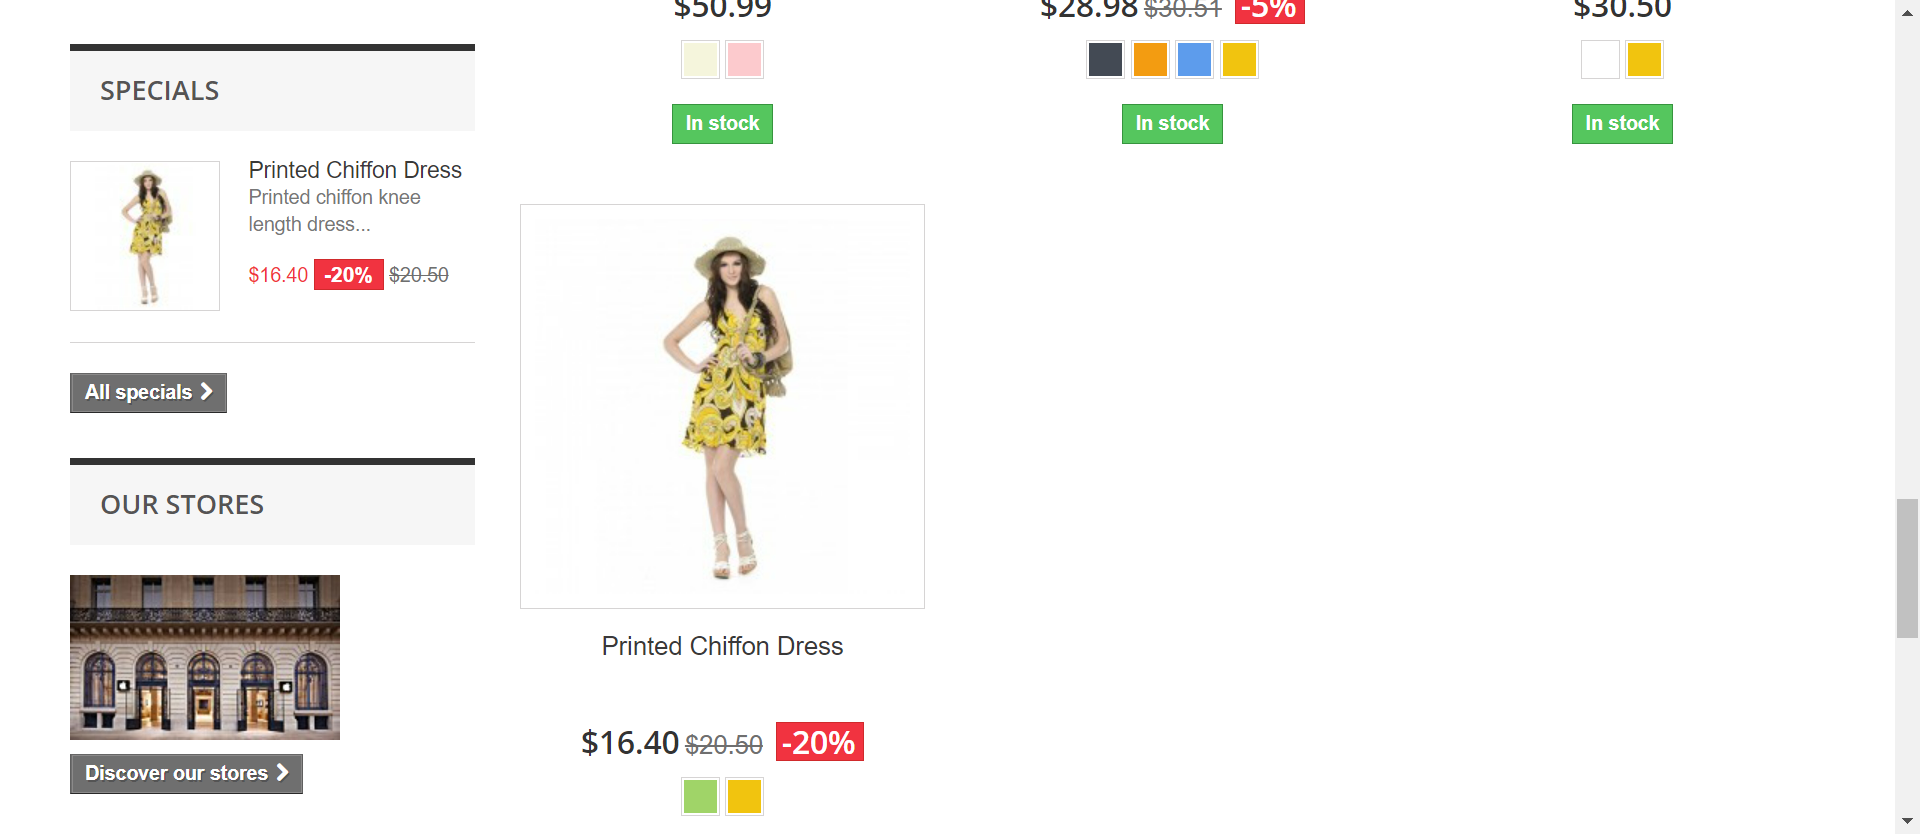 $50.99
$28.98 $30.51 -5%
$30.50
In stock
In stock
In stock
SPECIALS
Printed Chiffon Dress
Printed chiffon knee
length dress...
$16.40 -20% $20.50
All specials
OUR STORES
Discover our stores
Printed Chiffon Dress
$16.40 $20.50 -20%